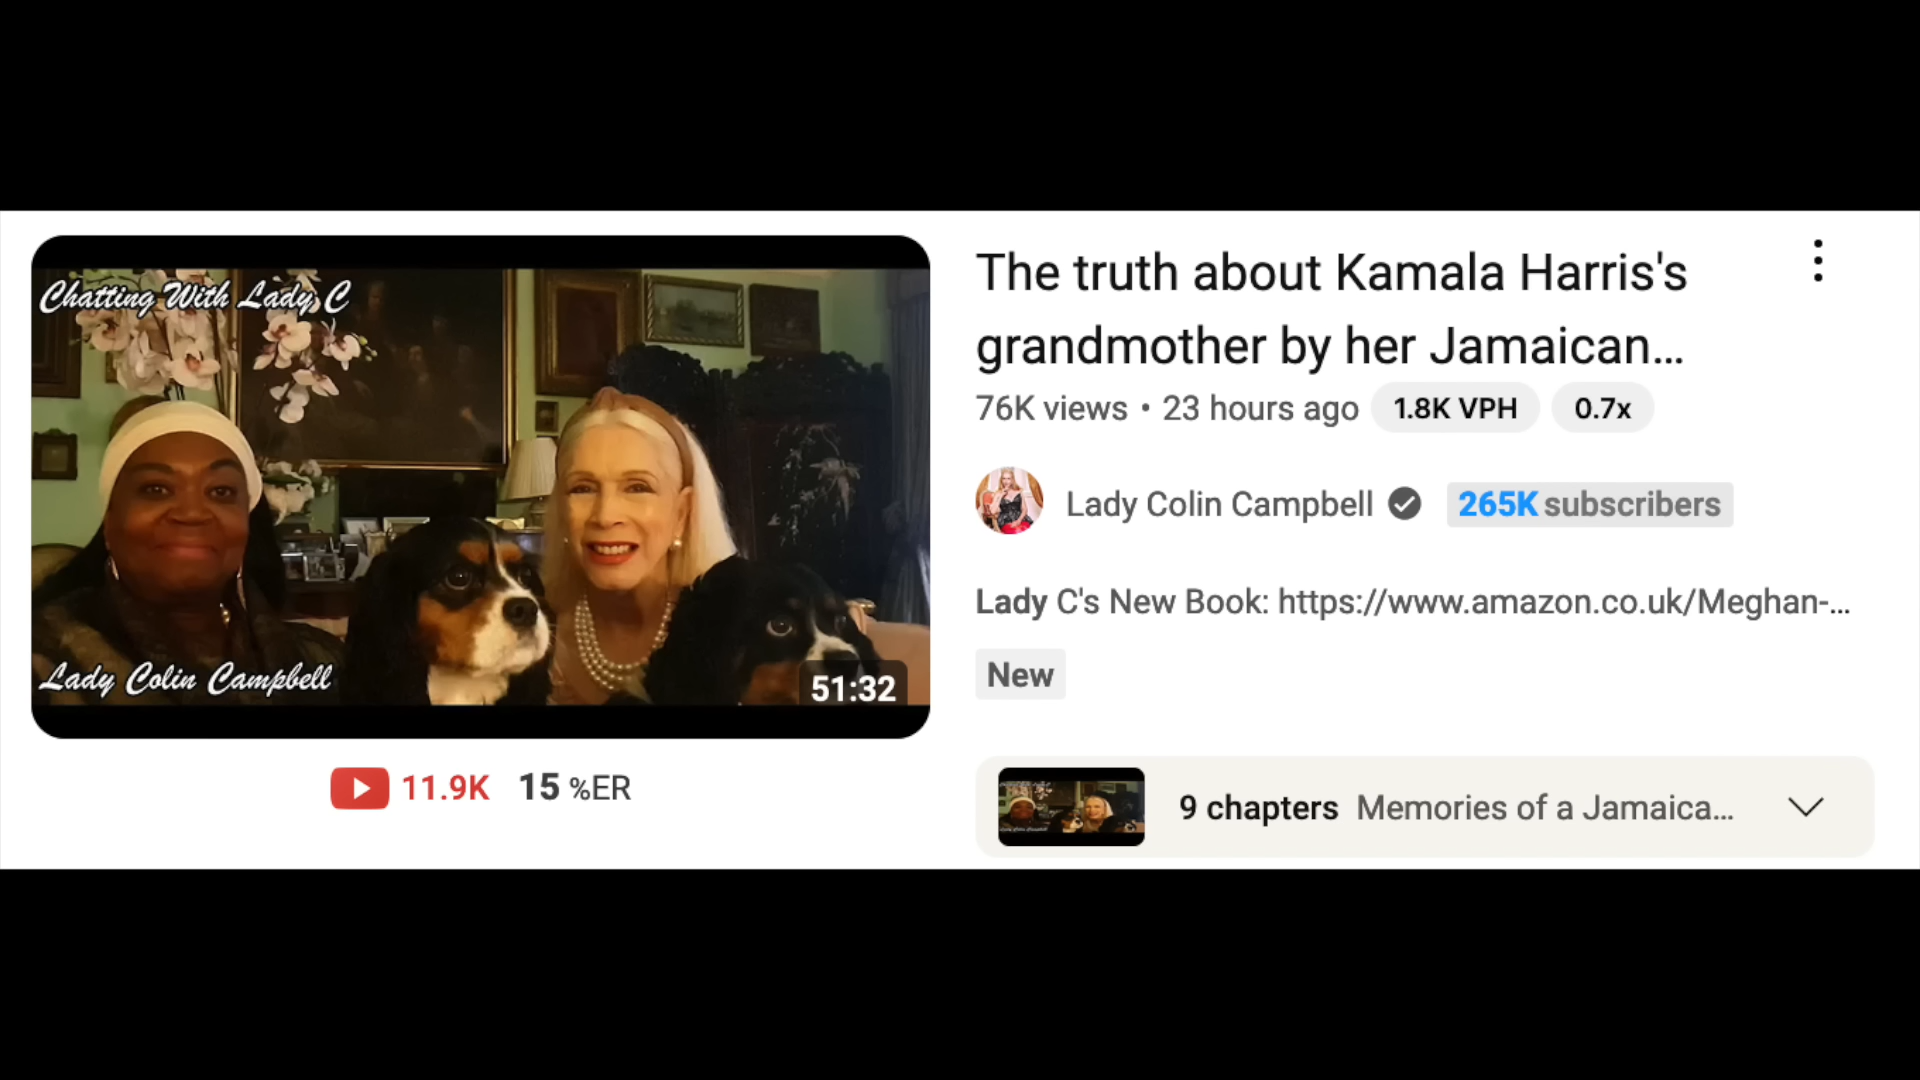 Chatting With Lady C
Lady Colin Campbell
51:32
11.9K 15 %ER
The truth about Kamala Harris's
grandmother by her Jamaican...
76K views • 23 hours ago 1.8K VPH 0.7x
Lady Colin Campbell 265K subscribers
Lady C's New Book: https://www.amazon.co.uk/Meghan-...
New
9 chapters Memories of a Jamaica...